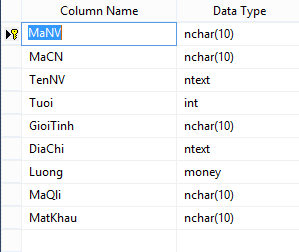 Column Name Data Type
MaNV nchar(10)
MaCN nchar(10)
TenNV ntext
Tuoi int
GioiTinh nchar(10)
DiaChi ntext
Luong money
MaQli nchar(10)
MatKhau nchar(10)